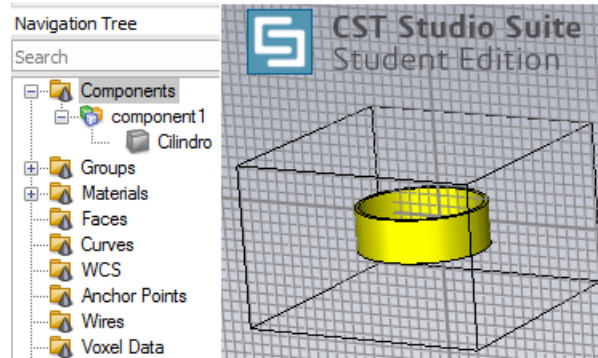 Navigation Tree
Search
Components
component1
Cilindro
Groups
Materials
Faces
Curves
WCS
Anchor Points
Wires
Voxel Data
CST Studio Suite
Student Edition